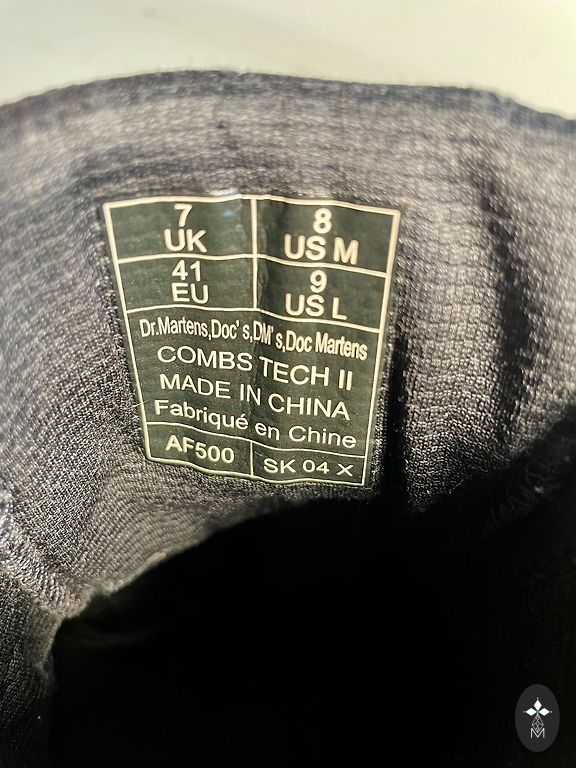 7 UK
8 US M
41 EU
9 US L
Dr.Martens,Doc's,DM's,Doc Martens
COMBS TECH II
MADE IN CHINA
Fabriqué en Chine
AF500
SK 04 X